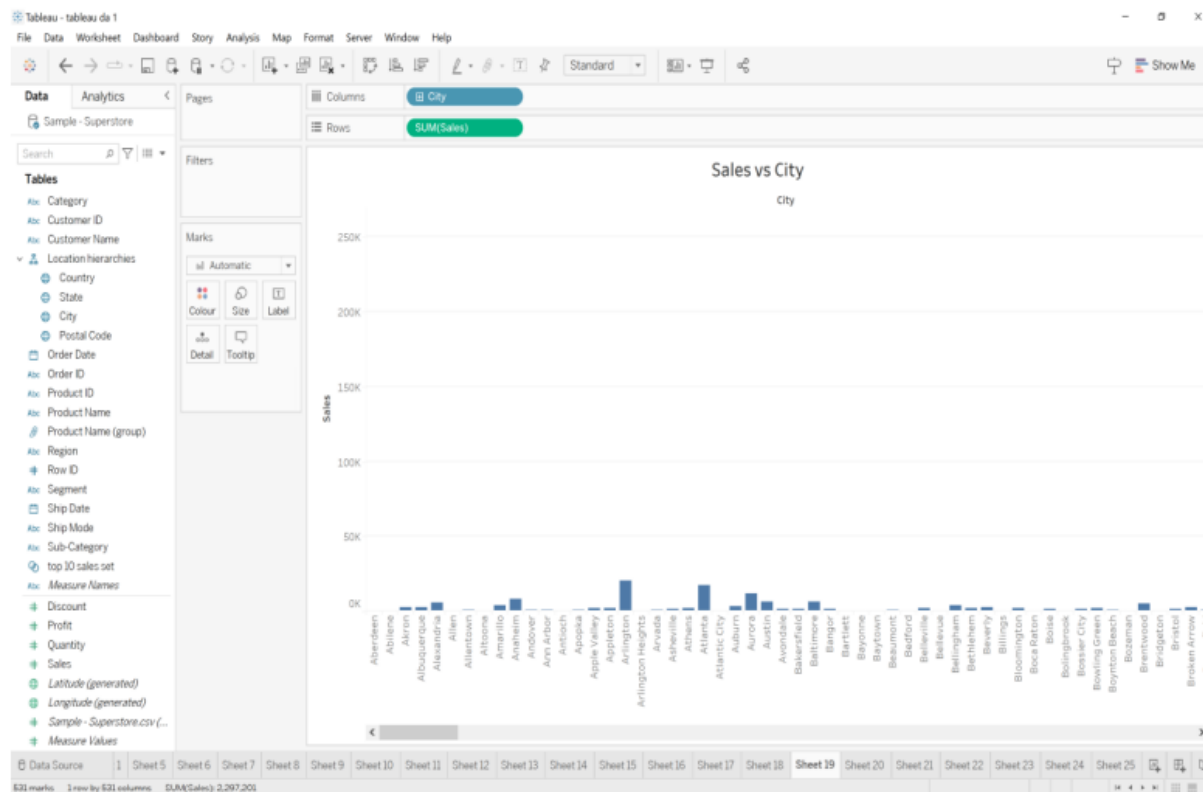 Tableau - tableau da 1
File Data Worksheet Dashboard Story Analysis Map Format Server Window Help
Standard
Show Me
Data Analytics
Sample - Superstore
Search
Tables
Category
Customer ID
Customer Name
Location hierarchies
Country
State
City
Postal Code
Order Date
Order ID
Product ID
Product Name
Product Name (group)
Region
Row ID
Segment
Ship Date
Ship Mode
Sub-Category
top 10 sales set
Measure Names
Discount
Profit
Quantity
Sales
Latitude (generated)
Longitude (generated)
Sample - Superstore.csv (...
Measure Values
Pages
Filters
Marks
Automatic
Colour Size Label
Detail Tooltip
Columns City
Rows SUM(Sales)
Sales vs City
City
Sales
250K
200K
150K
100K
50K
0K
Aberdeen
Abilene
Akron
Albuquerque
Alexandria
Allen
Allentown
Altoona
Amarillo
Anaheim
Andover
Ann Arbor
Antioch
Apopka
Apple Valley
Appleton
Arlington
Arlington Heights
Arvada
Asheville
Athens
Atlanta
Atlantic City
Auburn
Aurora
Austin
Avondale
Bakersfield
Baltimore
Bangor
Bartlett
Bayonne
Baytown
Beaumont
Bedford
Belleville
Bellevue
Bellingham
Bethlehem
Beverly
Billings
Bloomington
Boca Raton
Boise
Bolingbrook
Bossier City
Bowling Green
Boynton Beach
Bozeman
Brentwood
Bridgeton
Bristol
Broken Arrow
Data Source 1 Sheet 5 Sheet 6 Sheet 7 Sheet 8 Sheet 9 Sheet 10 Sheet 11 Sheet 12 Sheet 13 Sheet 14 Sheet 15 Sheet 16 Sheet 17 Sheet 18 Sheet 19 Sheet 20 Sheet 21 Sheet 22 Sheet 23 Sheet 24 Sheet 25
531 marks 1 row by 531 columns SUM(Sales): 2,297,201